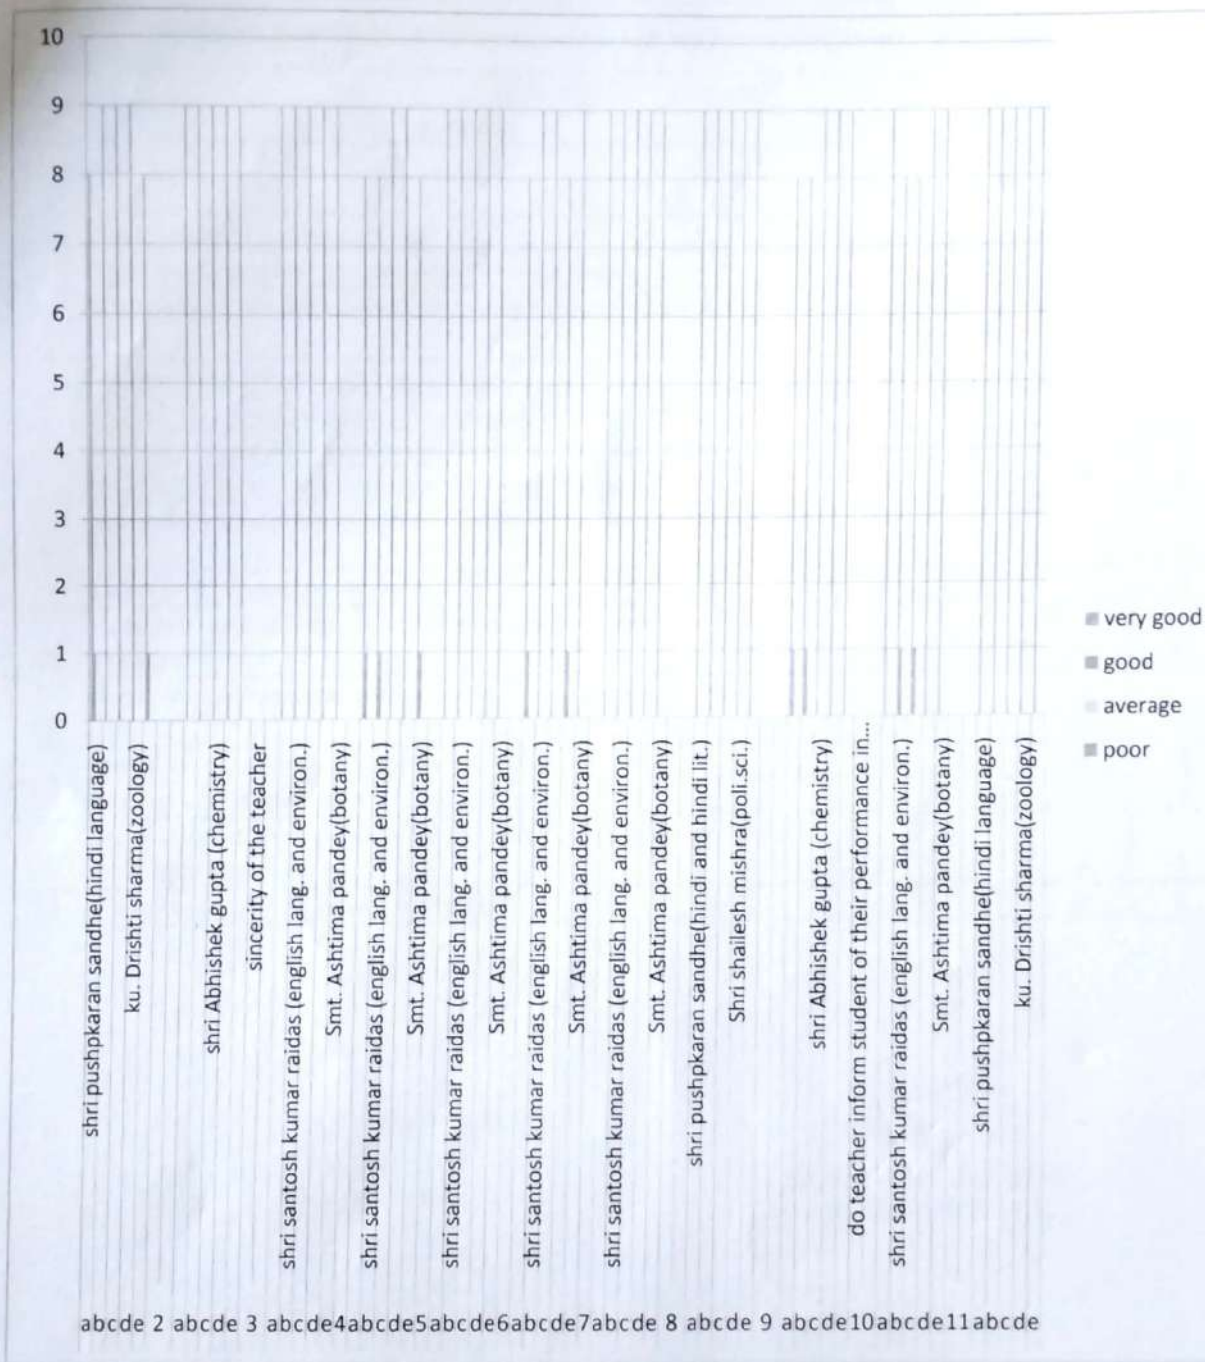 10
9
8
7
6
5
4
3
2
1
0
very good
good
average
poor
shri pushpkaran sandhe(hindi language)
ku. Drishti sharma(zoology)
shri Abhishek gupta (chemistry)
sincerity of the teacher
shri santosh kumar raidas (english lang. and environ.)
Smt. Ashtima pandey(botany)
shri santosh kumar raidas (english lang. and environ.)
Smt. Ashtima pandey(botany)
shri santosh kumar raidas (english lang. and environ.)
Smt. Ashtima pandey(botany)
shri santosh kumar raidas (english lang. and environ.)
Smt. Ashtima pandey(botany)
shri santosh kumar raidas (english lang. and environ.)
Smt. Ashtima pandey(botany)
shri pushpkaran sandhe(hindi and hindi lit.)
Shri shailesh mishra(poli.sci.)
shri Abhishek gupta (chemistry)
do teacher inform student of their performance in...
shri santosh kumar raidas (english lang. and environ.)
Smt. Ashtima pandey(botany)
shri pushpkaran sandhe(hindi language)
ku. Drishti sharma(zoology)
abcde 2 abcde 3 abcde4abcde5abcde6abcde7abcde 8 abcde 9 abcde10abcde11abcde